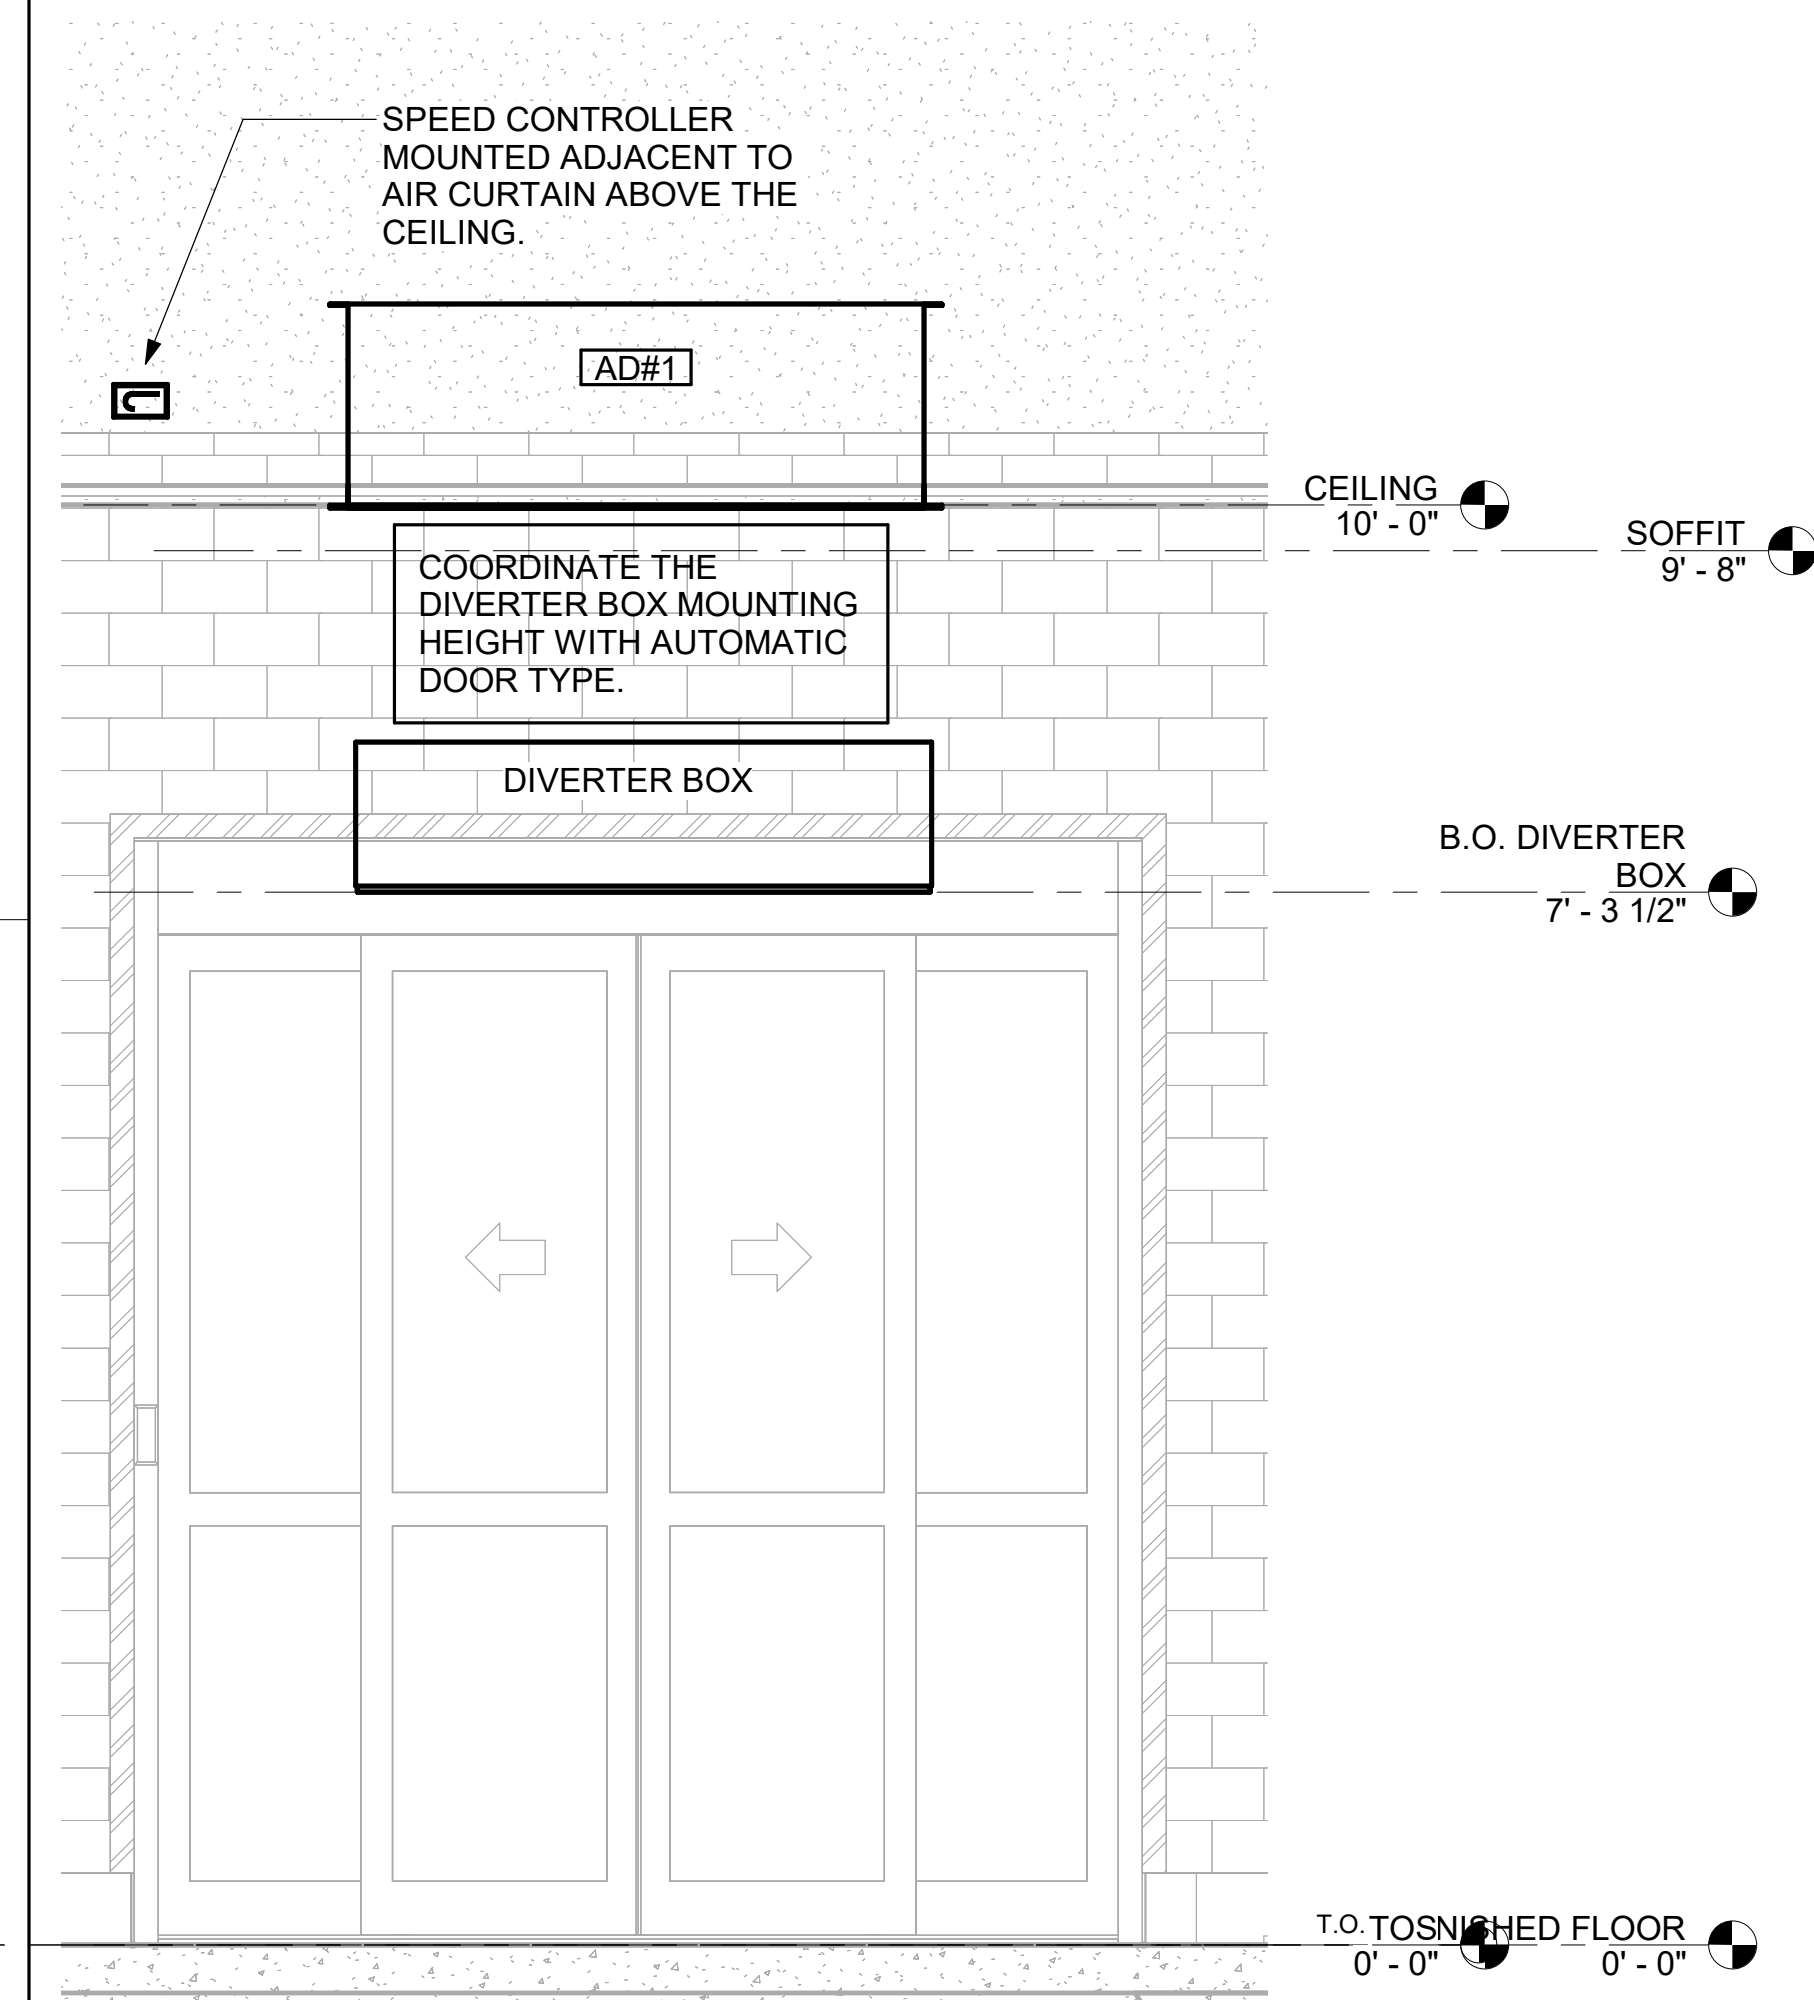 SPEED CONTROLLER
MOUNTED ADJACENT TO
AIR CURTAIN ABOVE THE
CEILING.
AD#1
CEILING
10' - 0"
SOFFIT
9' - 8"
COORDINATE THE
DIVERTER BOX MOUNTING
HEIGHT WITH AUTOMATIC
DOOR TYPE.
DIVERTER BOX
B.O. DIVERTER
BOX
7' - 3 1/2"
T.O. TOS
FLOOR
0' - 0"
0' - 0"